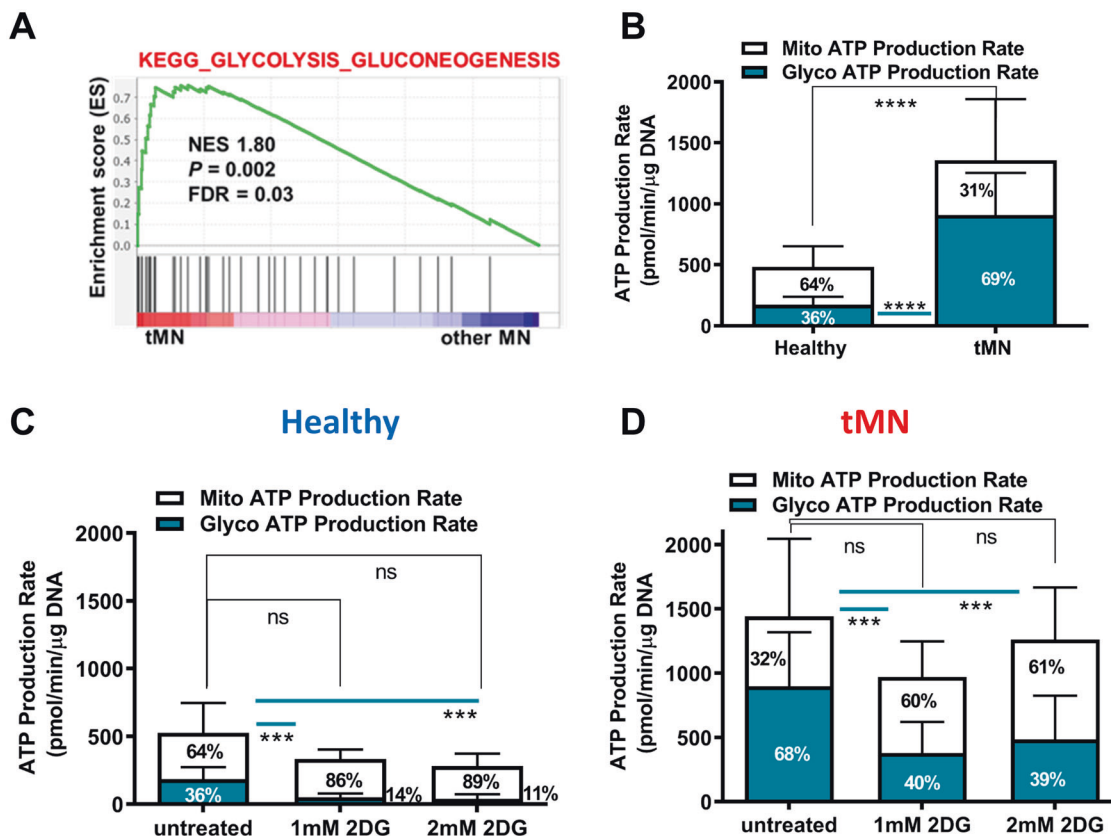 A
KEGG_GLYCOLYSIS_GLUCONEOGENESIS
Enrichment score (ES)
0.7
0.6
0.5
0.4
0.3
0.2
0.1
0.0
NES 1.80
P = 0.002
FDR = 0.03
tMN
other MN
B
Mito ATP Production Rate
Glyco ATP Production Rate
ATP Production Rate
(pmol/min/µg DNA
2000
1500
1000
500
0
****
64%
36%
****
31%
69%
Healthy
tMN
C
Healthy
Mito ATP Production Rate
Glyco ATP Production Rate
ATP Production Rate
(pmol/min/µg DNA
2000
1500
1000
500
0
ns
ns
***
***
64%
36%
86%
14%
89%
11%
untreated
1mM 2DG
2mM 2DG
D
tMN
Mito ATP Production Rate
Glyco ATP Production Rate
ATP Production Rate
(pmol/min/µg DNA
2000
1500
1000
500
0
ns
ns
***
***
32%
68%
60%
40%
61%
39%
untreated
1mM 2DG
2mM 2DG